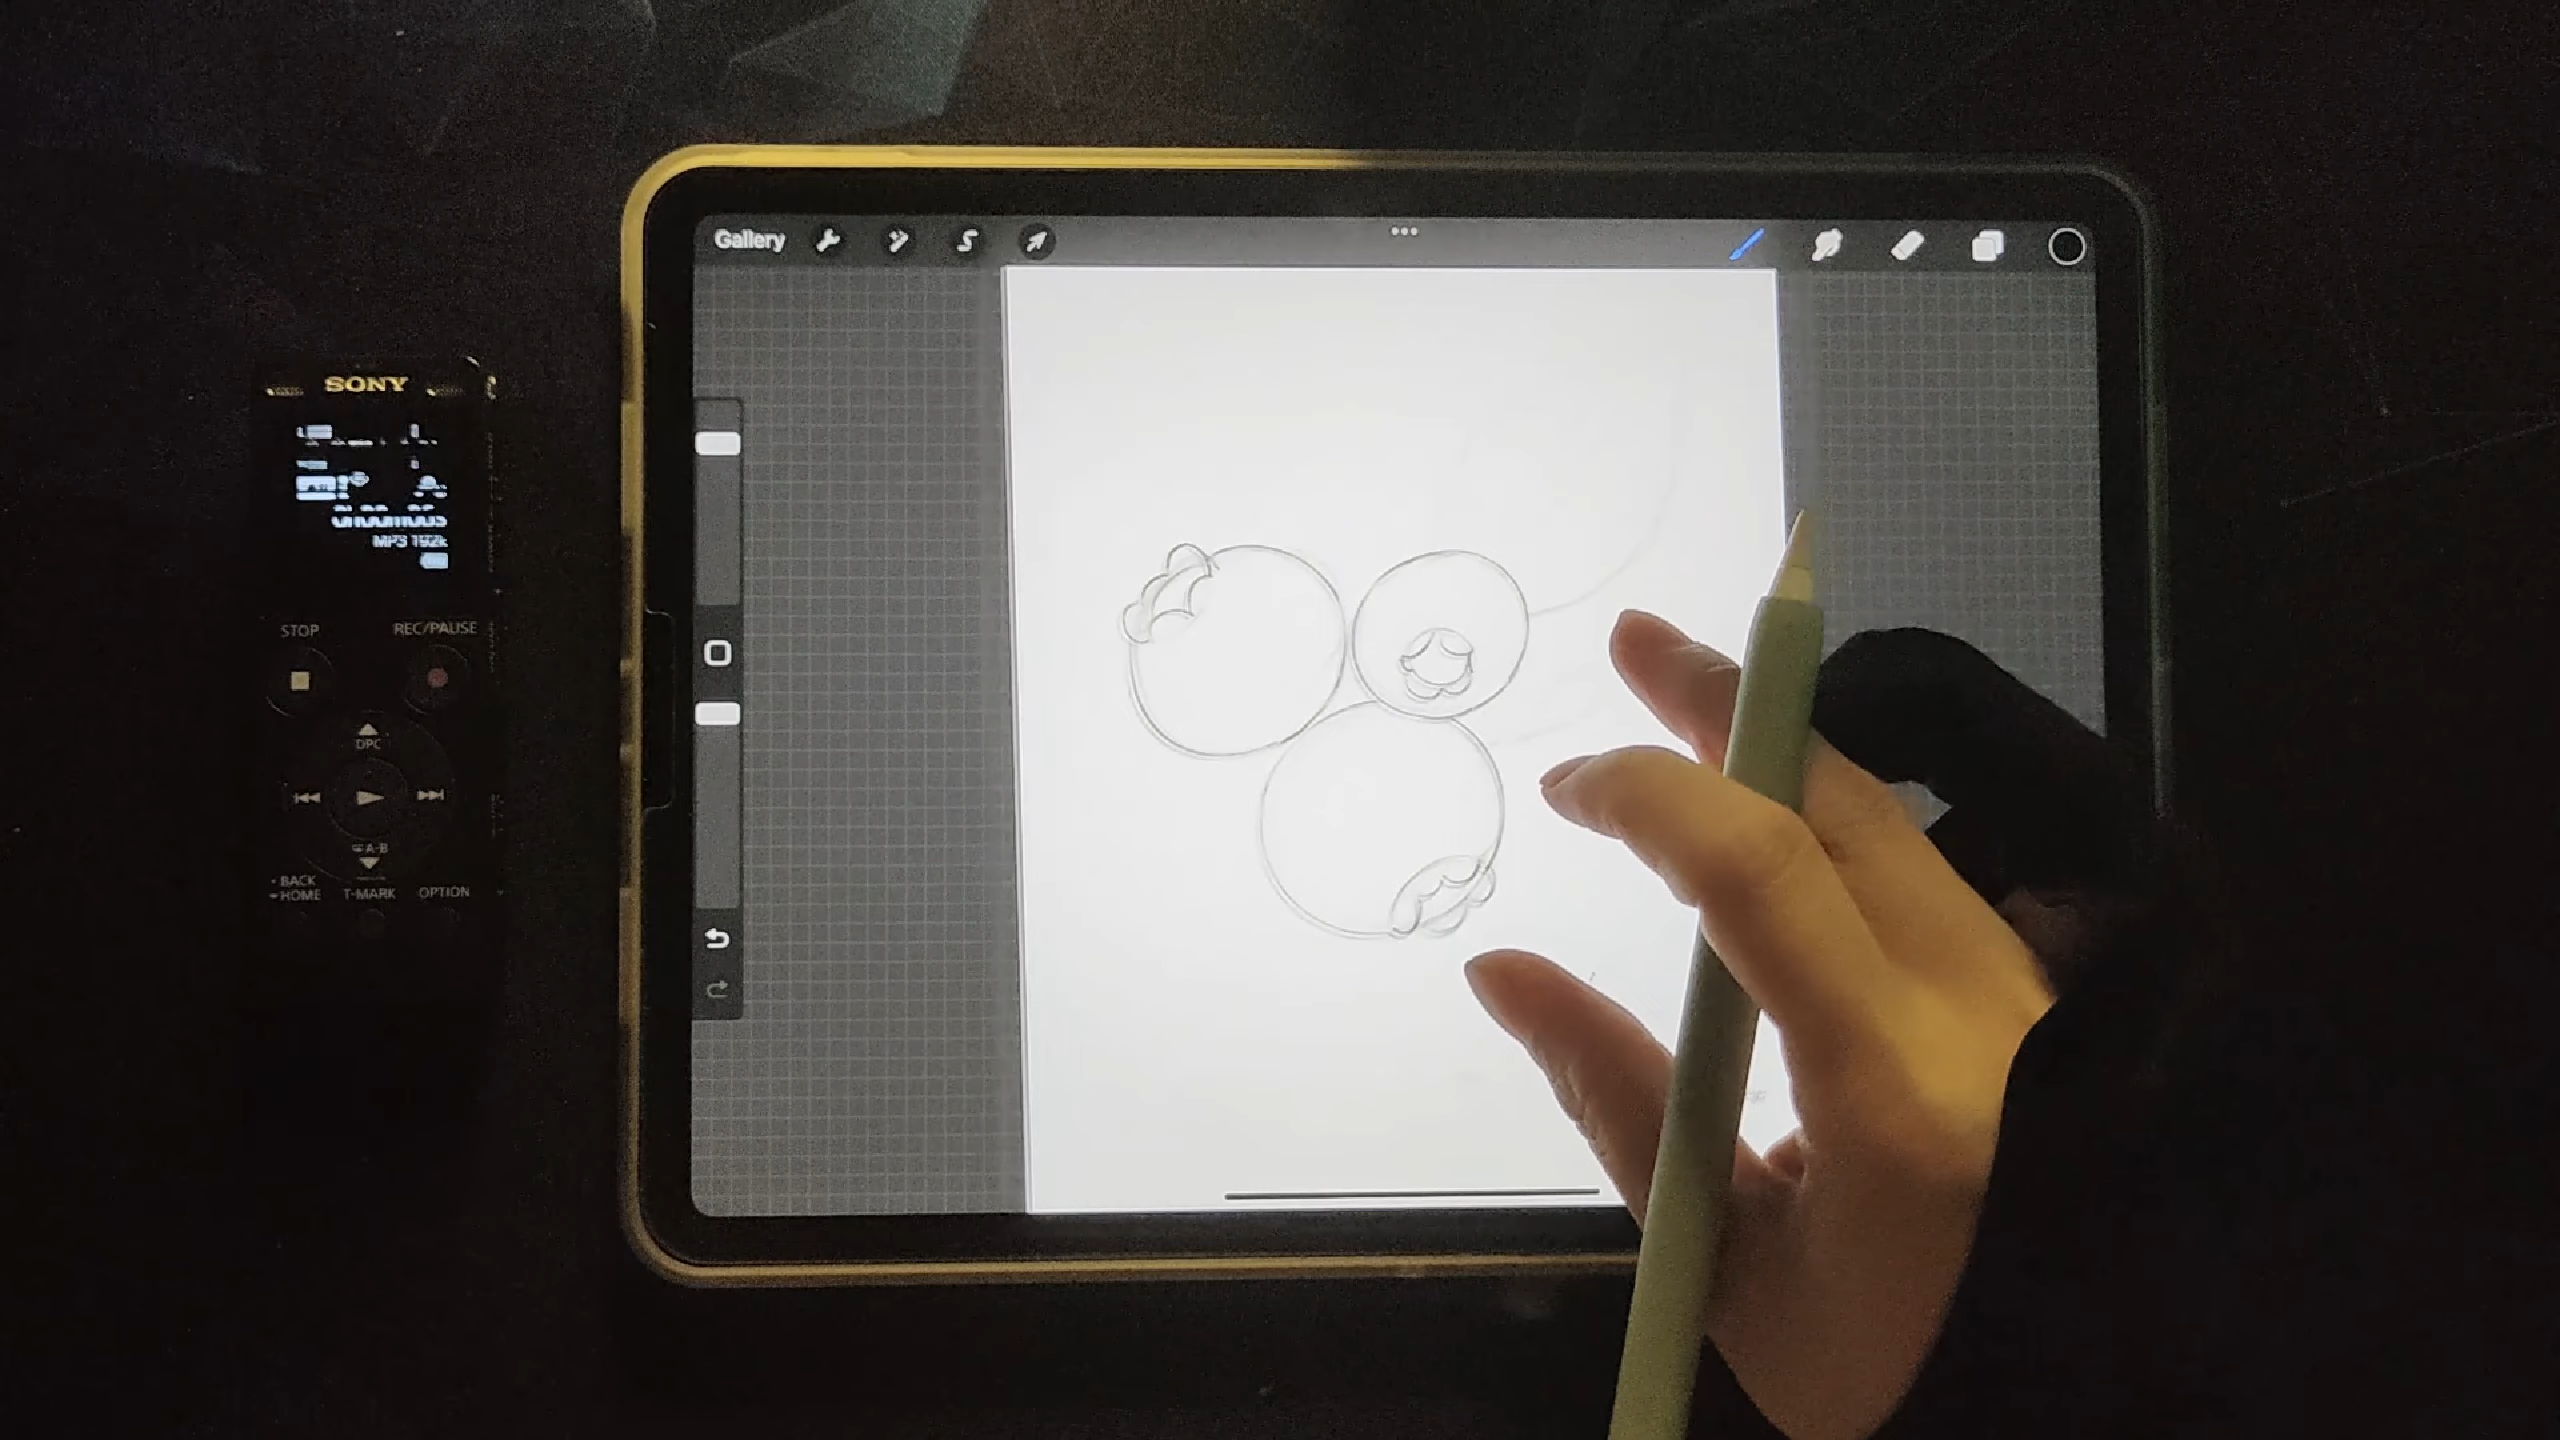 Gallery
SONY
MP3 192k
STOP
REC/PAUSE
DPC
A-B
BACK
HOME
T-MARK
OPTION